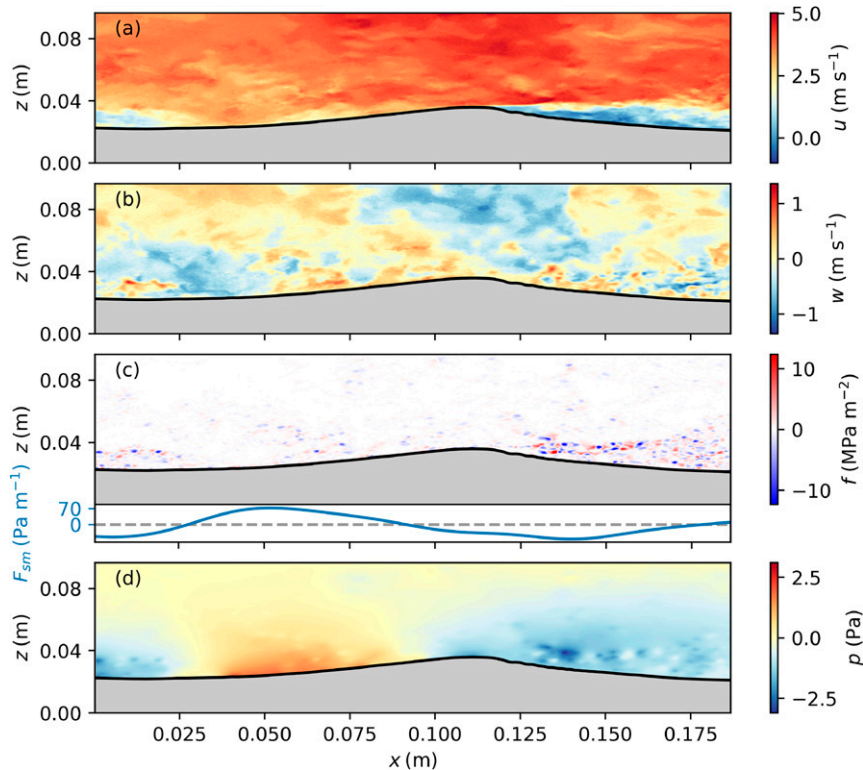 (a)
z (m)
0.08
0.04
0.00
5.0
2.5
0.0
u (m s⁻¹)
(b)
z (m)
0.08
0.04
0.00
1
0
−1
w (m s⁻¹)
(c)
z (m)
0.08
0.04
10
0
−10
f (MPa m⁻²)
F_sm (Pa m⁻¹)
70
0
(d)
z (m)
0.08
0.04
0.00
2.5
0.0
−2.5
p (Pa)
0.025 0.050 0.075 0.100 0.125 0.150 0.175
x (m)